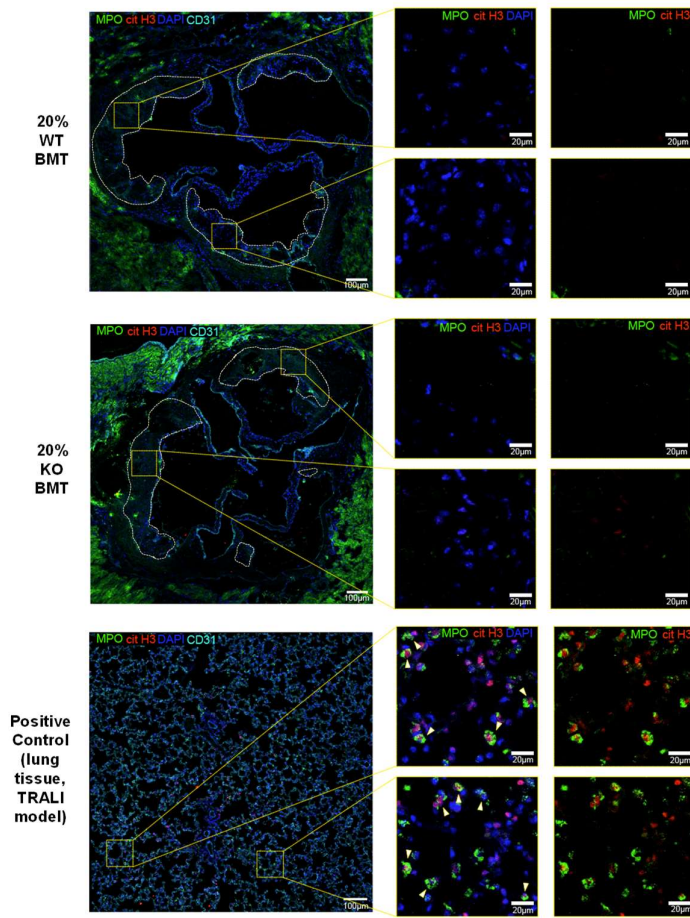 MPO cit H3 DAPI CD31
MPO cit H3 DAPI
MPO cit H3
20%
WT
BMT
100µm
20µm
20µm
20µm
20µm
MPO cit H3 DAPI CD31
MPO cit H3 DAPI
MPO cit H3
20%
KO
BMT
100µm
20µm
20µm
20µm
20µm
MPO cit H3 DAPI CD31
MPO cit H3 DAPI
MPO cit H3
Positive
Control
(lung
tissue,
TRALI
model)
100µm
20µm
20µm
20µm
20µm